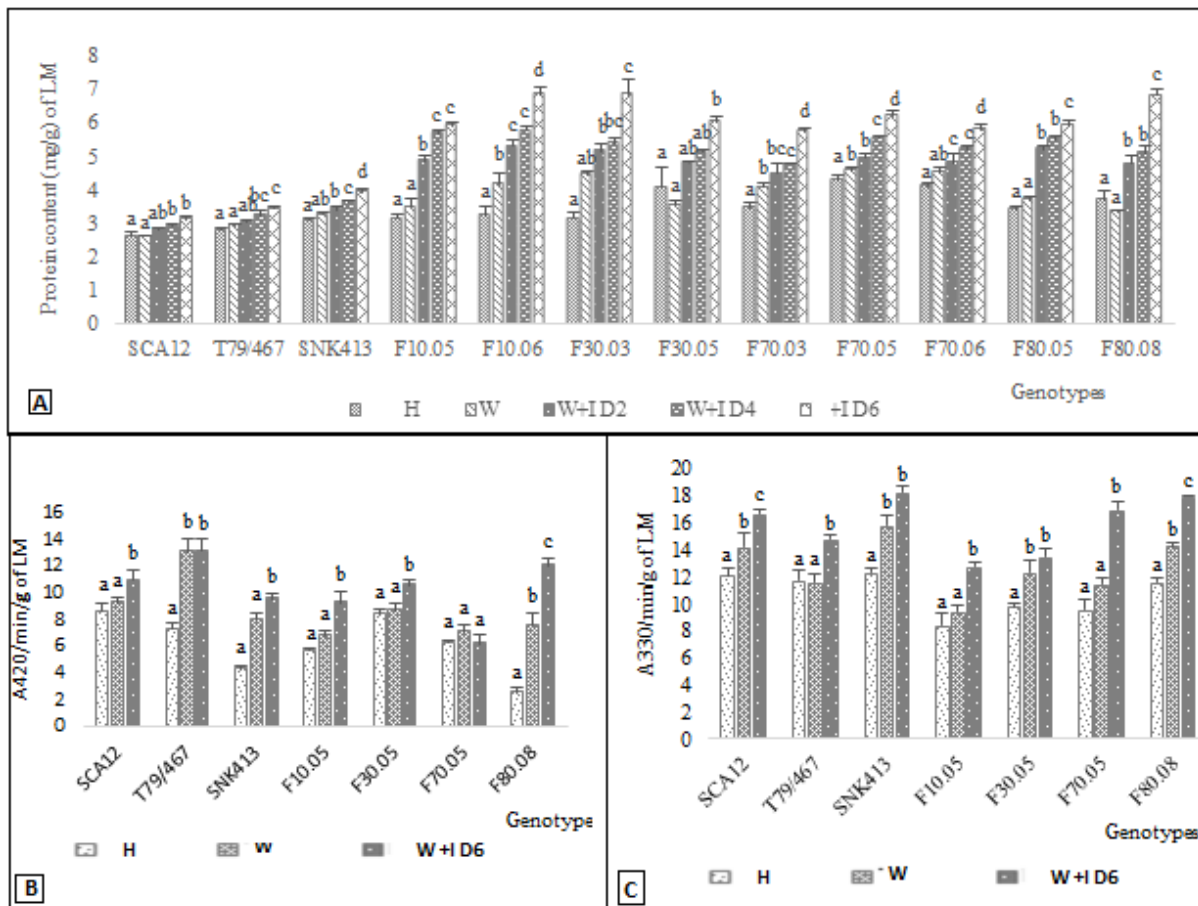 8
7
6
5
4
3
2
1
0
Protein content (mg/g) of LM
a a ab b b
a a ab bc c
a ab b c d
a a b c c
a b c c d
a ab b bc c
a a ab ab b
a b bc c d
a b b c d
a ab c c d
a a b b c
a a b b c
SCA12 T79/467 SNK413 F10.05 F10.06 F30.03 F30.05 F70.03 F70.05 F70.06 F80.05 F80.08
Genotypes
A
H W W+I D2 W+I D4 +I D6
16
14
12
10
8
6
4
2
0
A420/min/g of LM
a a b
a b b
a a b
a a b
a a b
a a a
a b c
SCA12 T79/467 SNK413 F10.05 F30.05 F70.05 F80.08
Genotype
H - W W +I D6
B
20
18
16
14
12
10
8
6
4
2
0
A330/min/g of LM
a b c
a a b
a b b
a a b
a b b
a a b
a b c
SCA12 T79/467 SNK413 F10.05 F30.05 F70.05 F80.08
Genotypes
H - W W +I D6
C